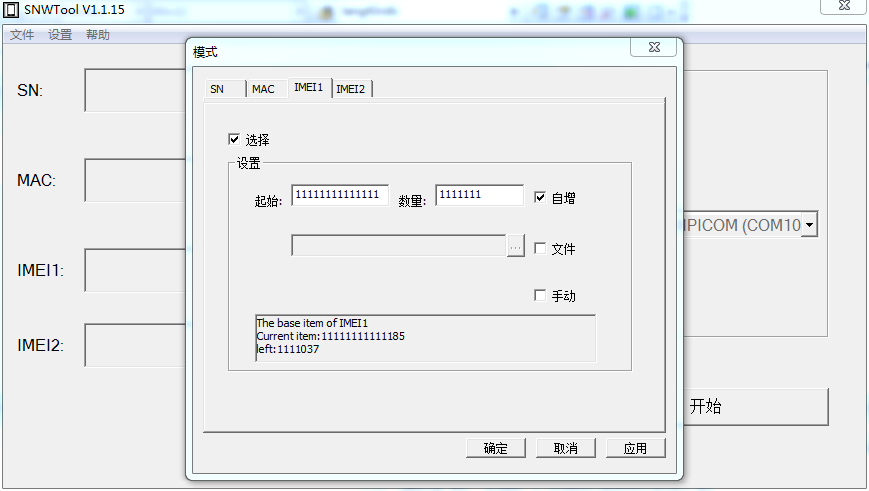 SNWTool V1.1.15
文件 设置 帮助
模式
SN MAC IMEI1 IMEI2
选择
设置
起始: 11111111111111 数量: 1111111 自增
... 文件
手动
The base item of IMEI1
Current item:11111111111185
left:1111037
确定 取消 应用
SN:
MAC:
IMEI1:
IMEI2:
IPICOM (COM10
开始